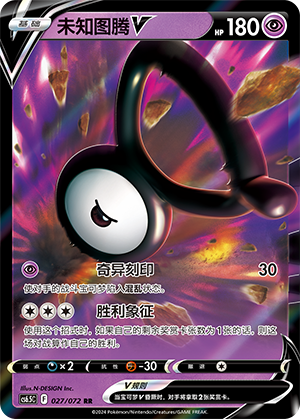 基础 未知图腾V HP 180
奇异刻印 30
使对手的战斗宝可梦陷入混乱状态。
胜利象征
使用这个招式时，如果自己的剩余奖赏卡张数为1张的话，则这
场对战算作自己的胜利。
弱点 ×2 抵抗力 -30 撤退
Illus.N-DESIGN Inc.
V规则
当宝可梦V昏厥时，对手将拿取2张奖赏卡。
cs6.5C F 027/072 RR
©2024 Pokémon/Nintendo/Creatures/GAME FREAK.